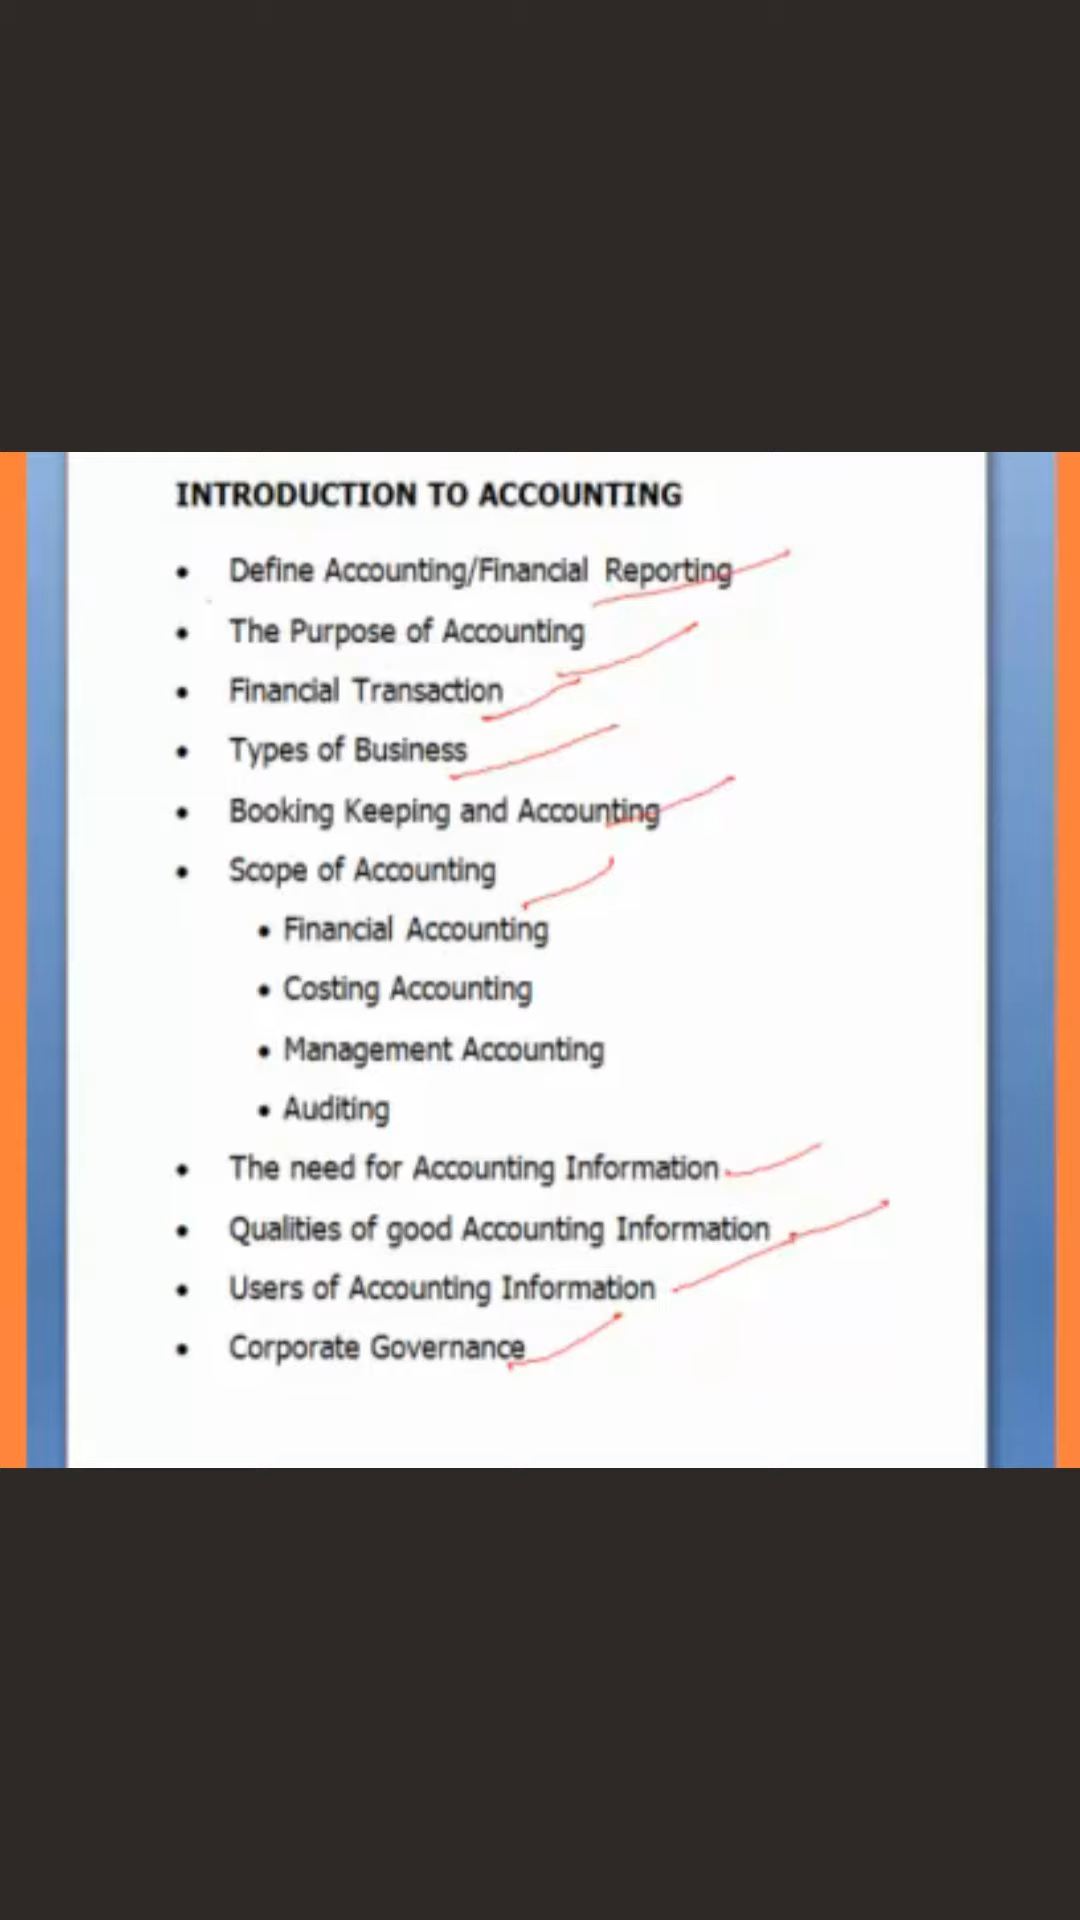 INTRODUCTION TO ACCOUNTING
• Define Accounting/Financial Reporting
• The Purpose of Accounting
• Financial Transaction
• Types of Business
• Booking Keeping and Accounting
• Scope of Accounting
• Financial Accounting
• Costing Accounting
• Management Accounting
• Auditing
• The need for Accounting Information
• Qualities of good Accounting Information
• Users of Accounting Information
• Corporate Governance